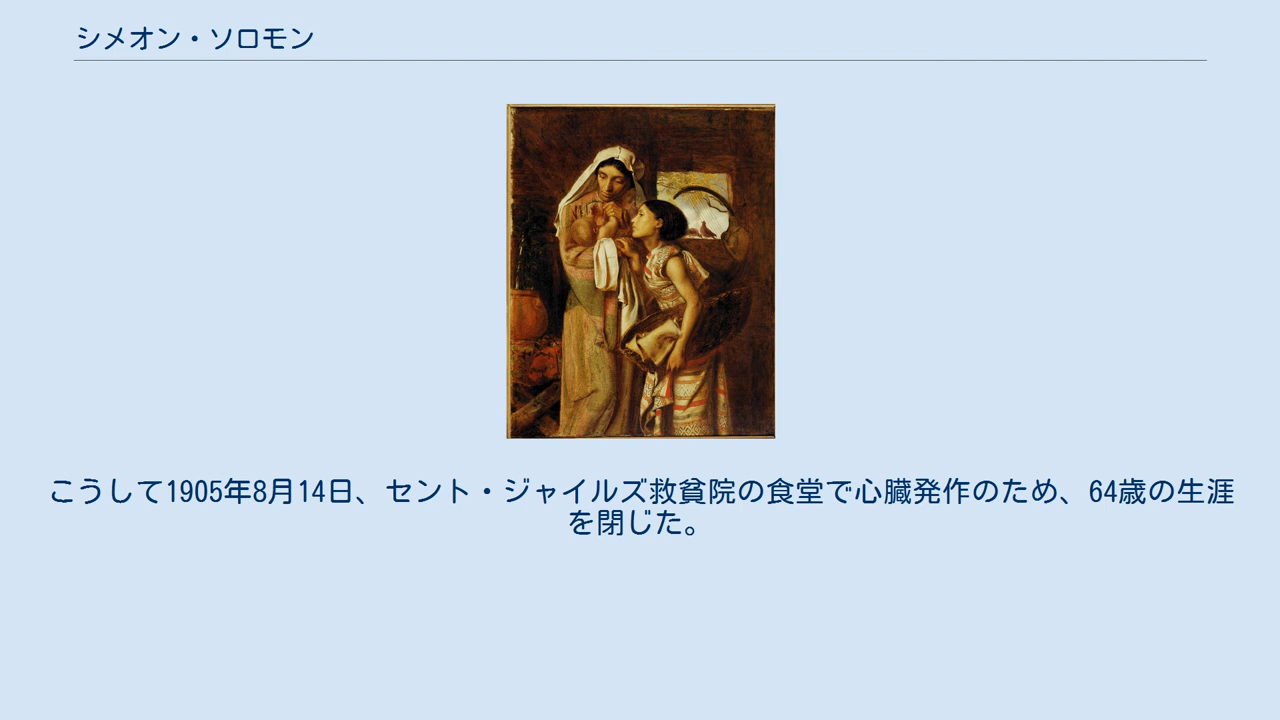 シメオン・ソロモン
こうして1905年8月14日、セント・ジャイルズ救貧院の食堂で心臓発作のため、64歳の生涯
を閉じた。